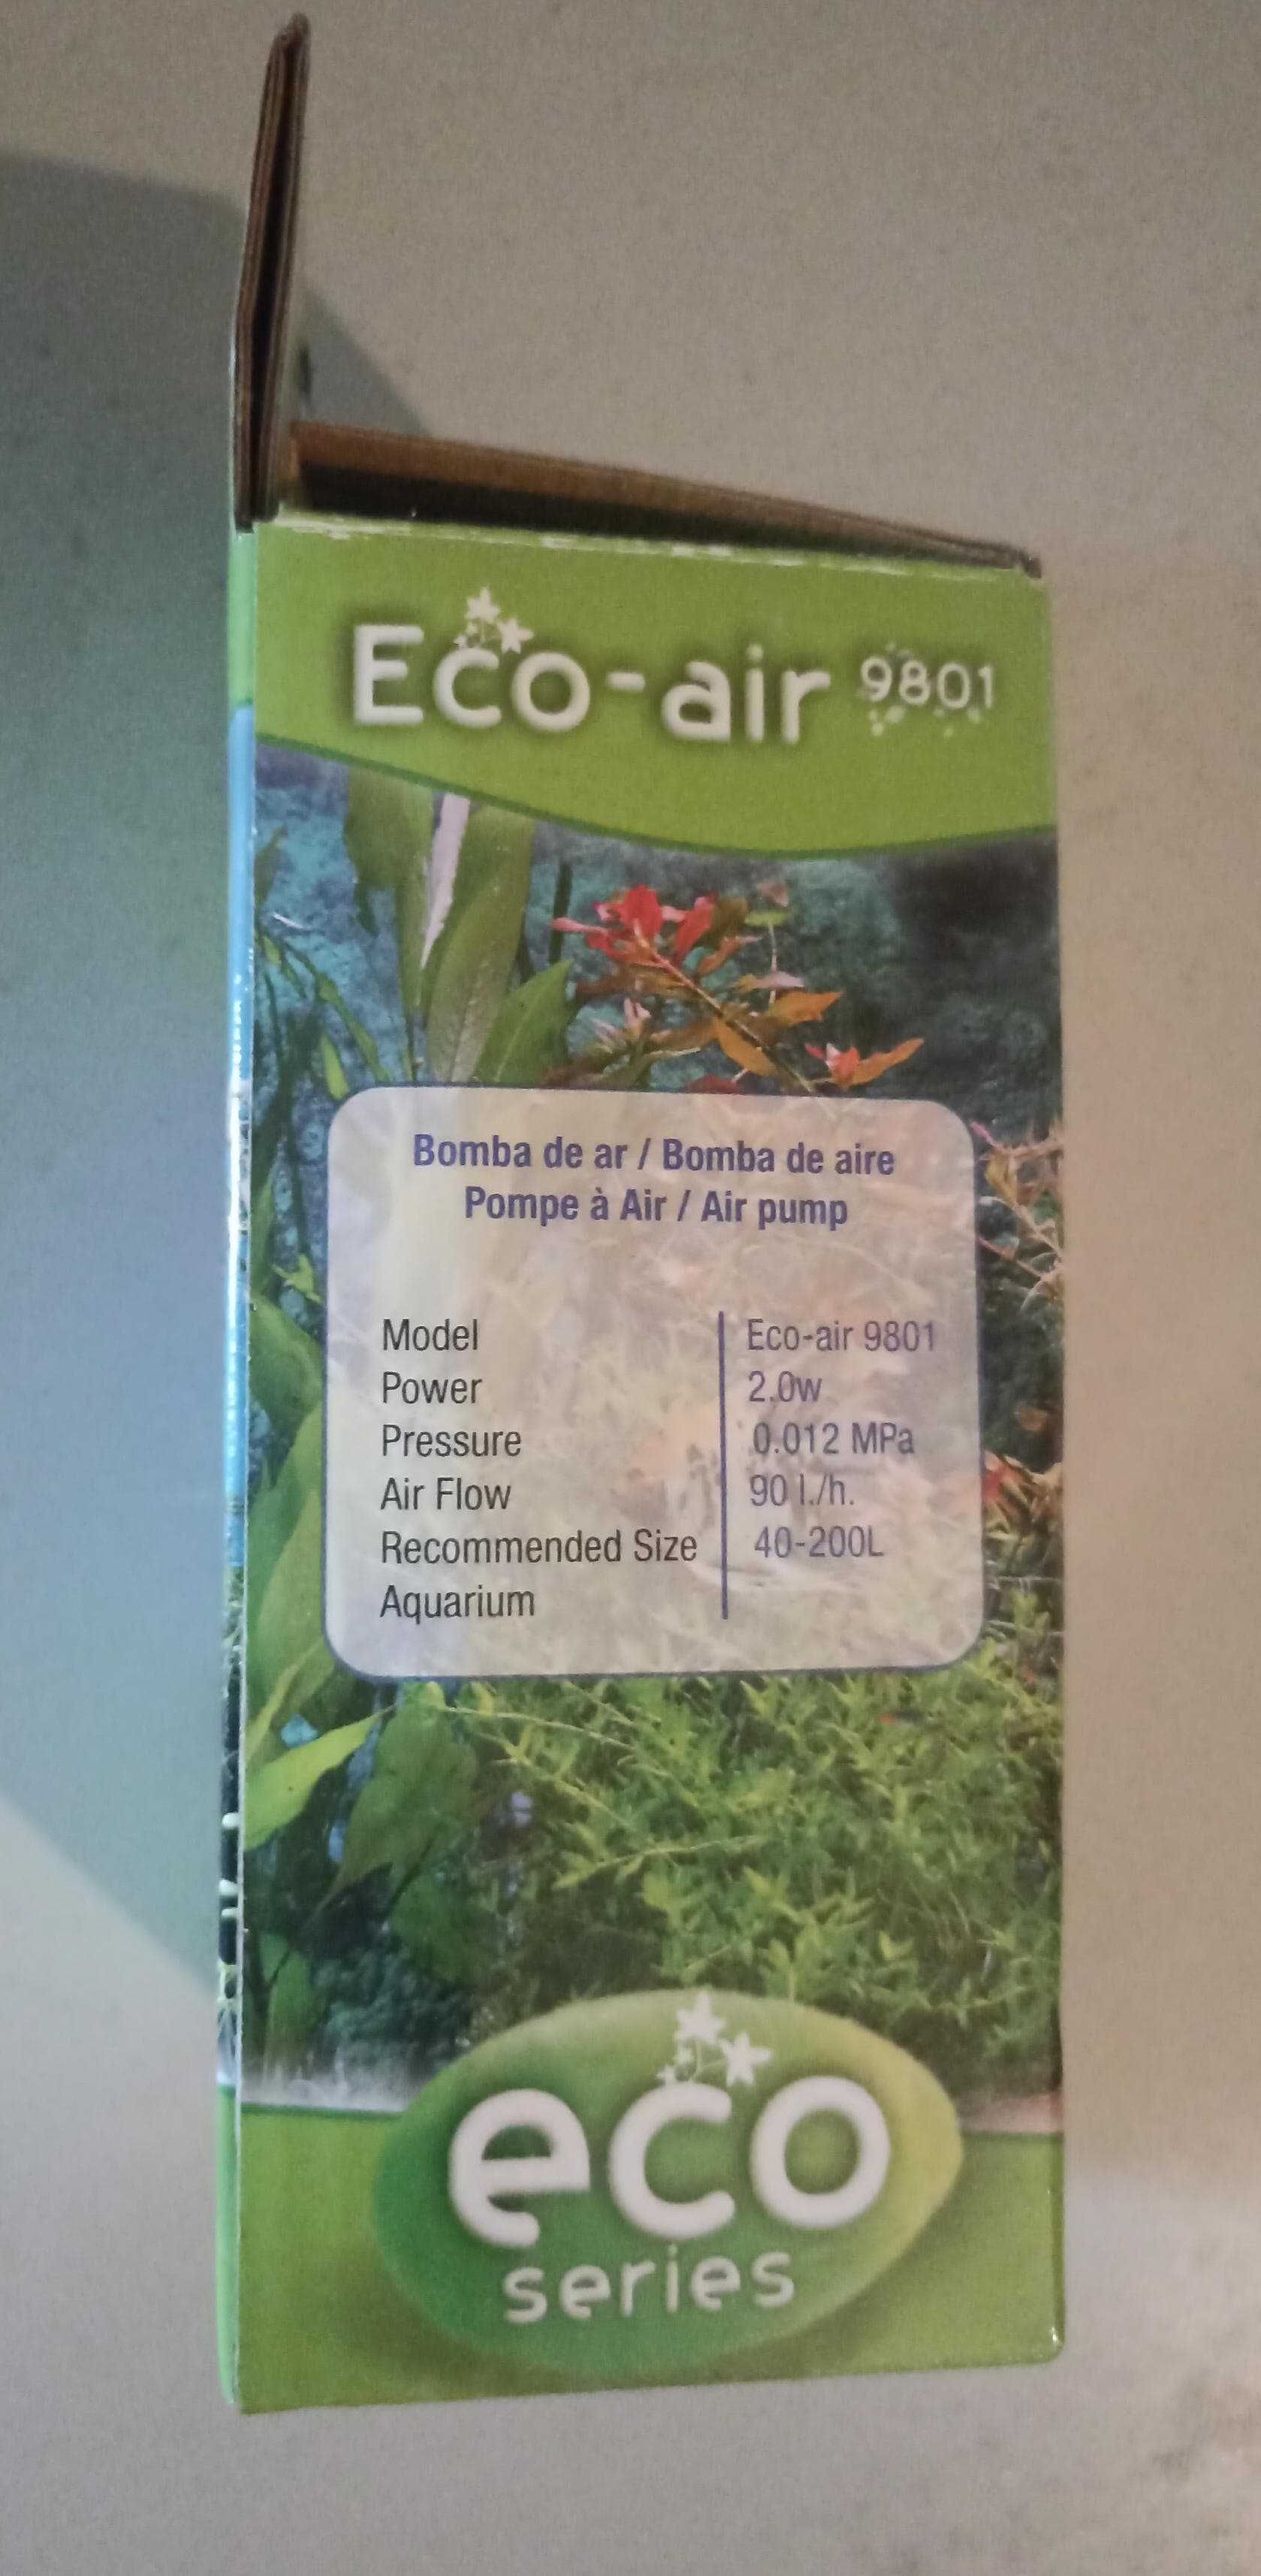 Eco-air 9801
Bomba de ar / Bomba de aire
Pompe à Air / Air pump
Model Eco-air 9801
Power 2.0w
Pressure 0.012 MPa
Air Flow 90 l./h.
Recommended Size 40-200L
Aquarium
eco
series